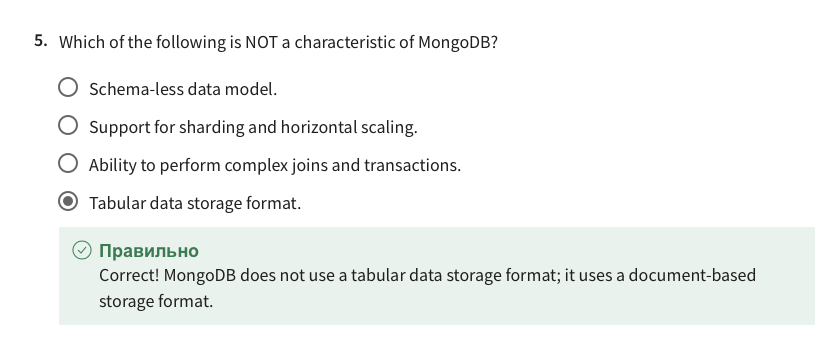 5. Which of the following is NOT a characteristic of MongoDB?
Schema-less data model.
Support for sharding and horizontal scaling.
Ability to perform complex joins and transactions.
Tabular data storage format.
Правильно
Correct! MongoDB does not use a tabular data storage format; it uses a document-based
storage format.